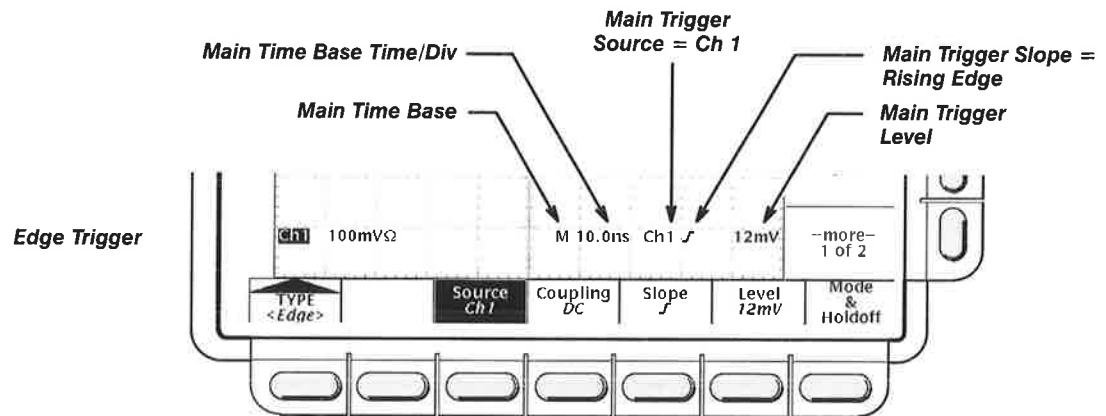 Main Trigger
Source = Ch 1
Main Time Base Time/Div
Main Trigger Slope =
Rising Edge
Main Time Base
Main Trigger
Level
Edge Trigger
Ch1 100mVΩ M 10.0ns Ch1 12mV
--more--
1 of 2
TYPE
<Edge>
Source
Ch1
Coupling
DC
Slope
Level
12mV
Mode
&
Holdoff